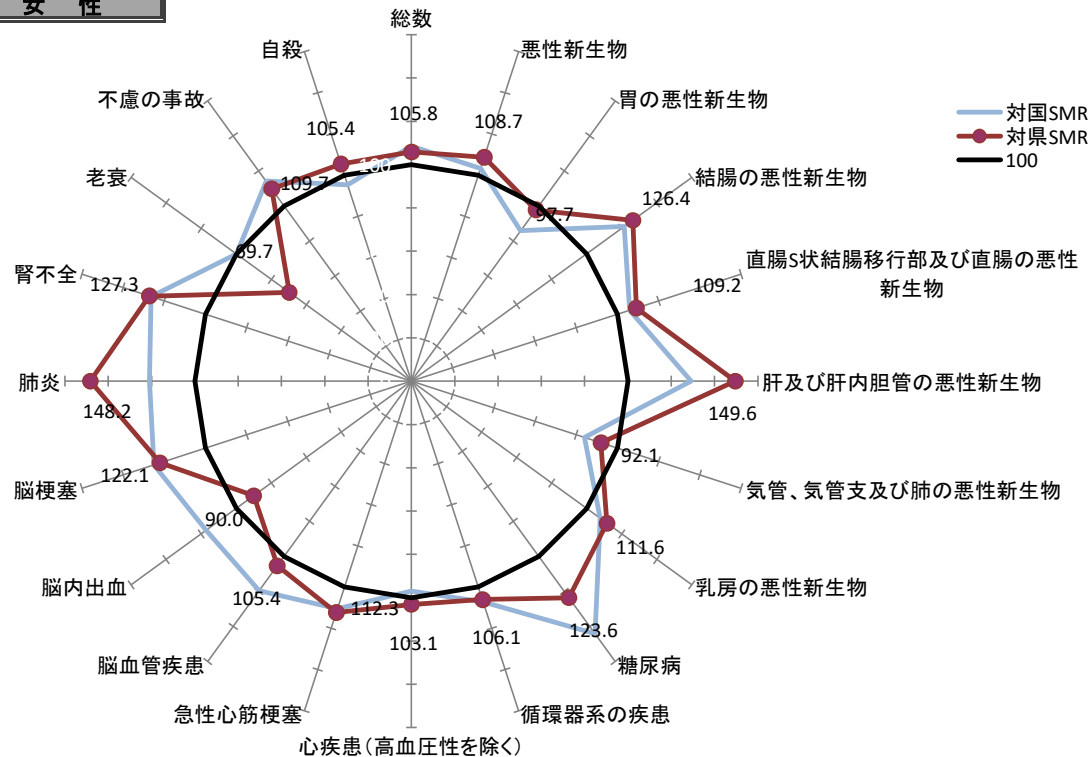 女 性
総数
自殺
悪性新生物
不慮の事故
胃の悪性新生物
対国SMR
対県SMR
100
105.8
108.7
105.4
100
老衰
109.7
97.7
126.4
結腸の悪性新生物
69.7
腎不全
127.3
109.2
直腸S状結腸移行部及び直腸の悪性
新生物
肺炎
148.2
肝及び肝内胆管の悪性新生物
149.6
脳梗塞
122.1
92.1
気管、気管支及び肺の悪性新生物
90.0
脳内出血
111.6
乳房の悪性新生物
105.4
112.3
103.1
106.1
123.6
脳血管疾患
糖尿病
急性心筋梗塞
循環器系の疾患
心疾患(高血圧性を除く)